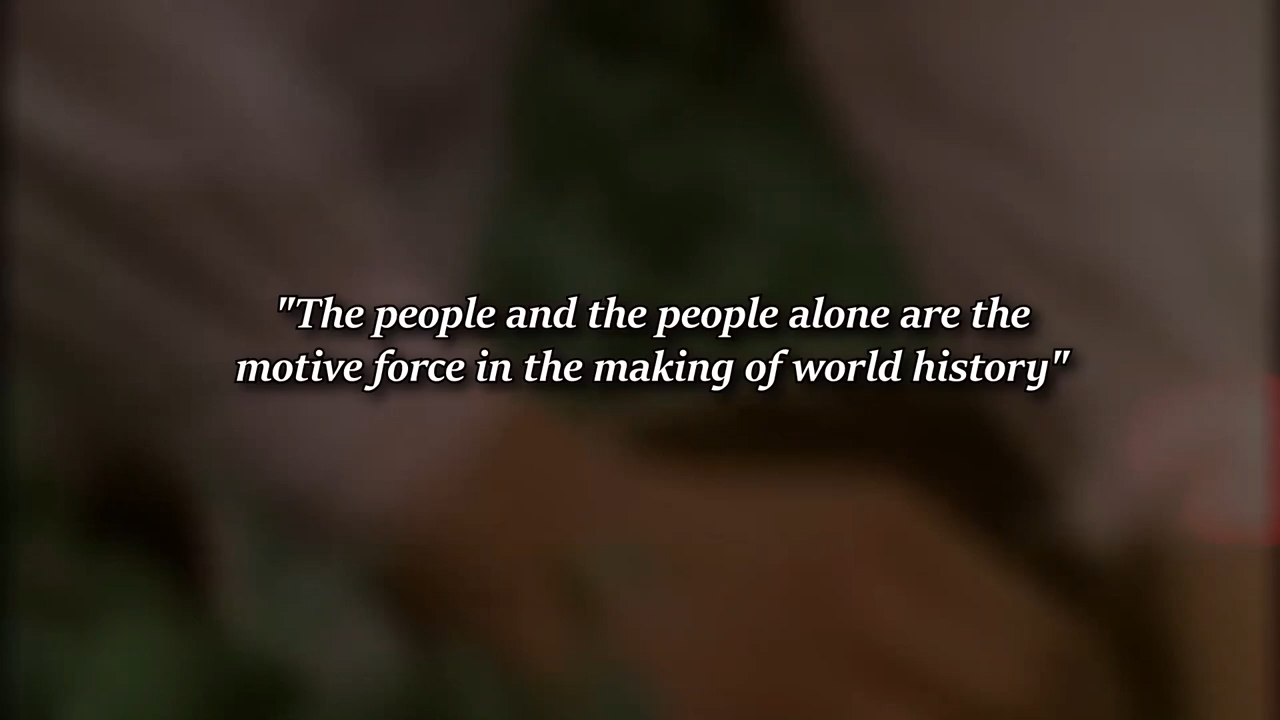 "The people and the people alone are the
motive force in the making of world history"